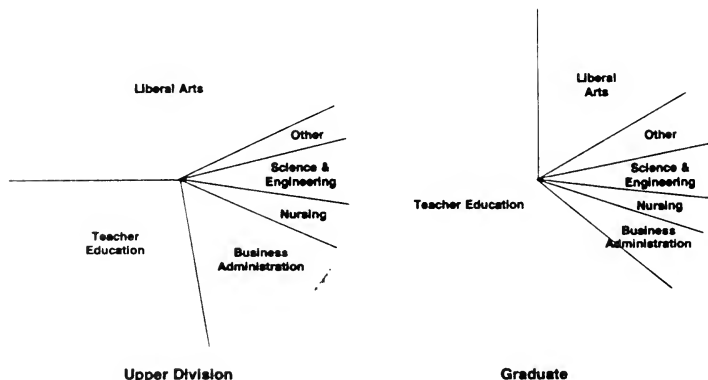 Liberal Arts
Other
Science &
Engineering
Nursing
Teacher
Education
Business
Administration
Upper Division
Liberal
Arts
Other
Science &
Engineering
Teacher Education
Nursing
Business
Administration
Graduate